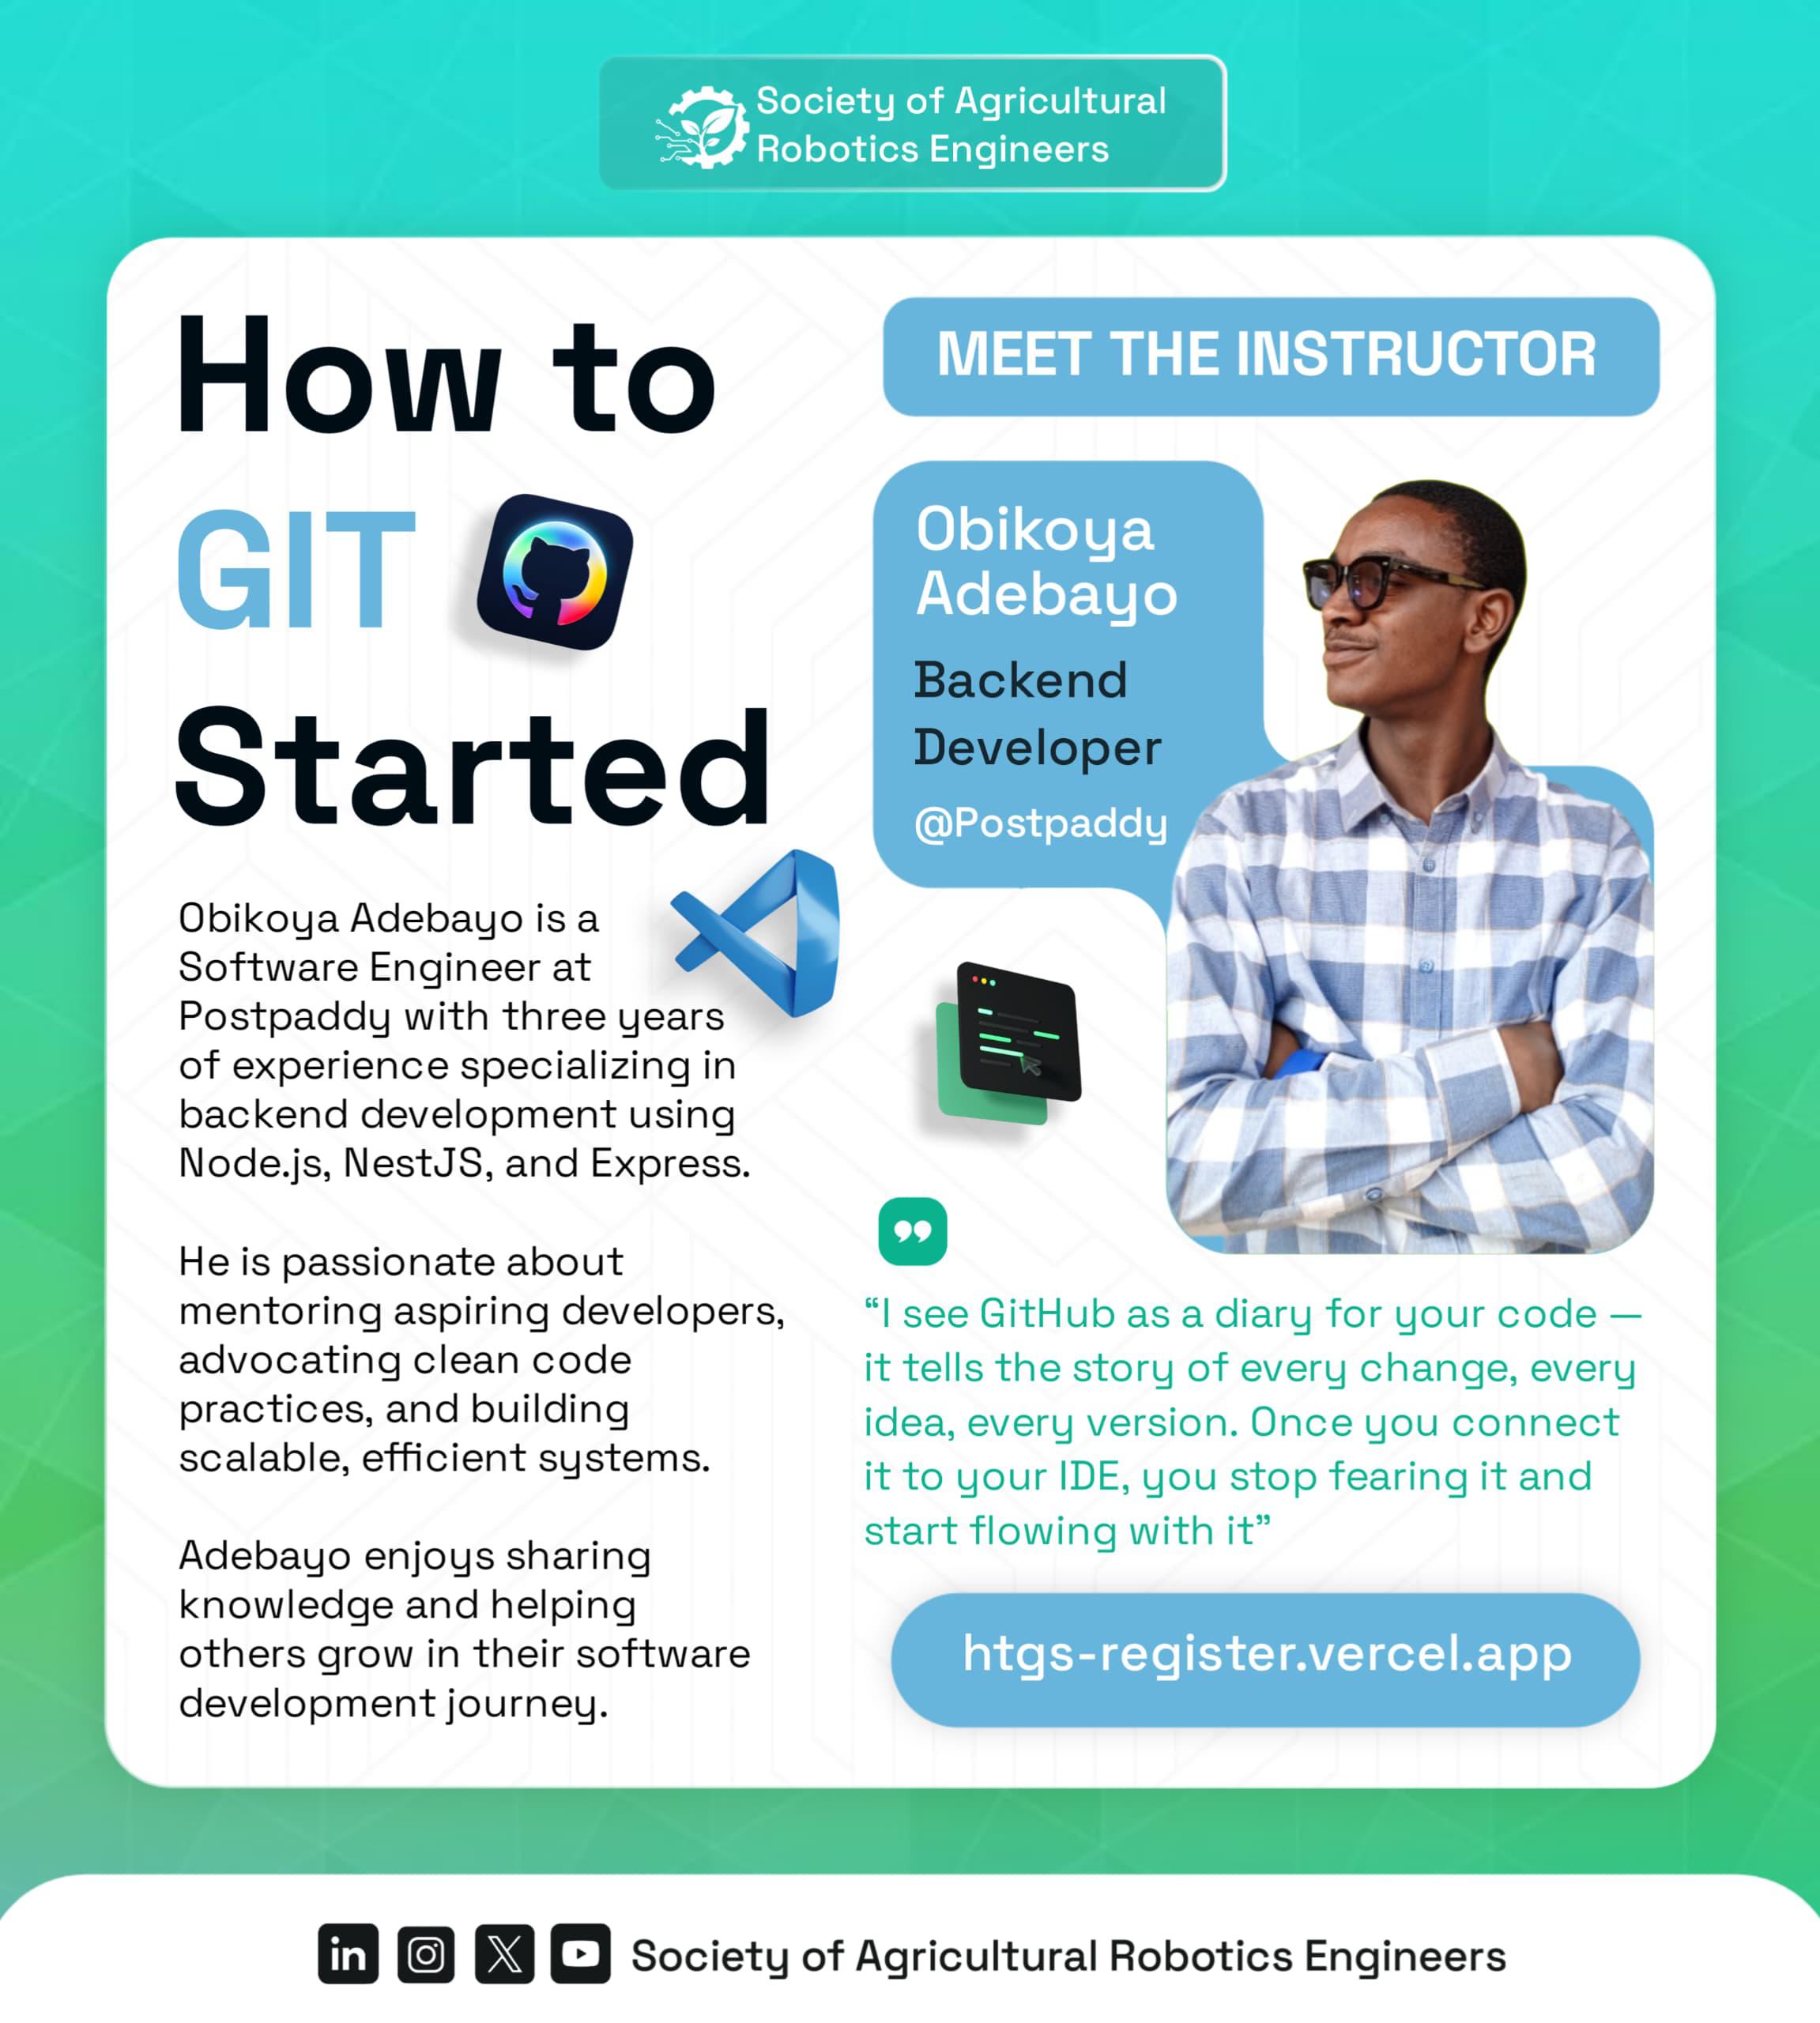 Society of Agricultural
Robotics Engineers
How to
GIT
Started
Obikoya Adebayo is a
Software Engineer at
Postpaddy with three years
of experience specializing in
backend development using
Node.js, NestJS, and Express.
He is passionate about
mentoring aspiring developers,
advocating clean code
practices, and building
scalable, efficient systems.
Adebayo enjoys sharing
knowledge and helping
others grow in their software
development journey.
MEET THE INSTRUCTOR
Obikoya
Adebayo
Backend
Developer
@Postpaddy
“I see GitHub as a diary for your code —
it tells the story of every change, every
idea, every version. Once you connect
it to your IDE, you stop fearing it and
start flowing with it”
htgs-register.vercel.app
in
Society of Agricultural Robotics Engineers